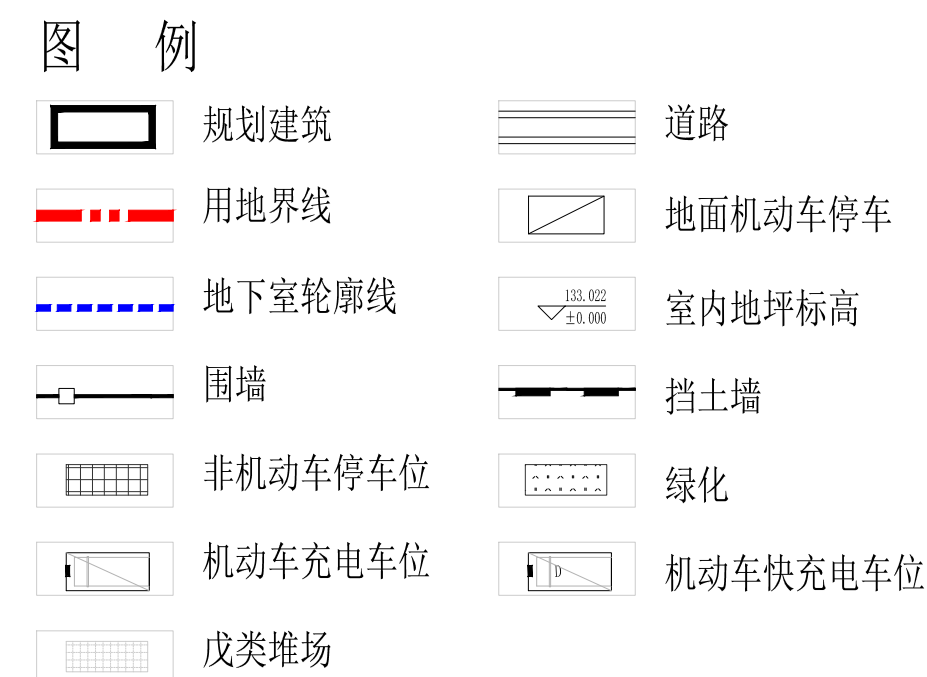 图 例
规划建筑
道路
用地界线
地面机动车停车
地下室轮廓线
133.022
±0.000
室内地坪标高
围墙
挡土墙
非机动车停车位
绿化
机动车充电车位
D
机动车快充电车位
戊类堆场